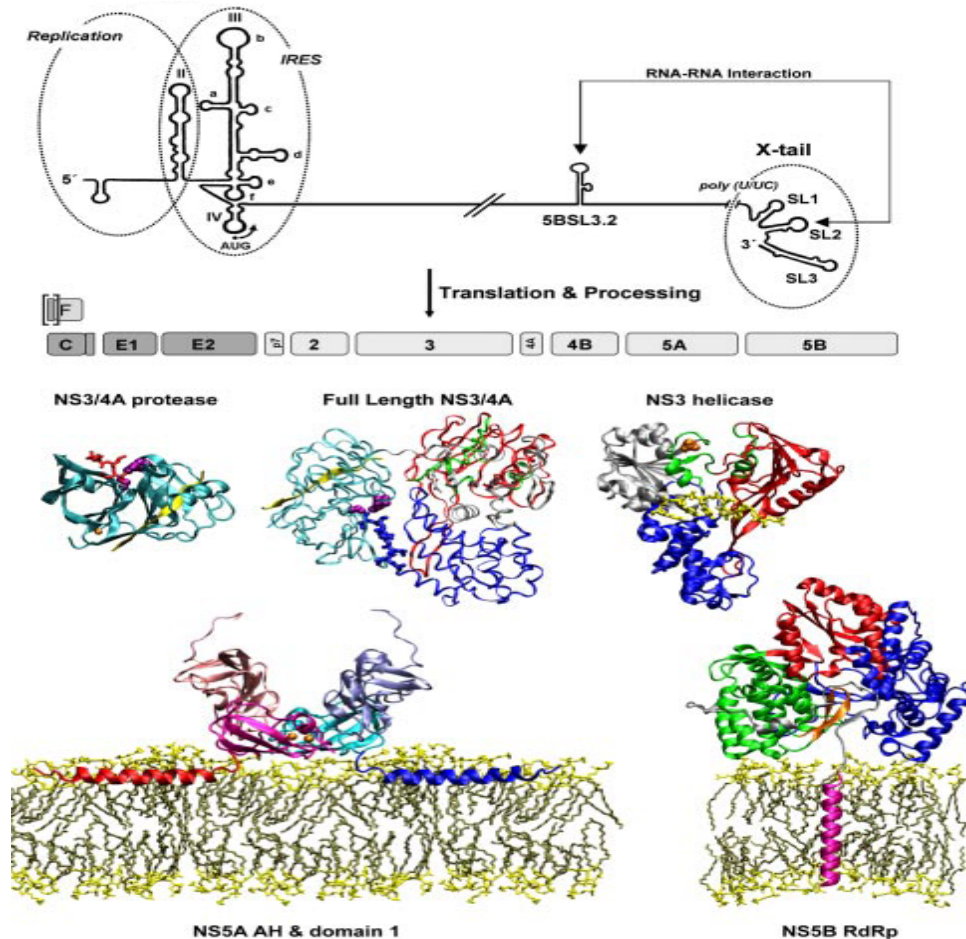 Replication
III
b
IRES
II
a
c
d
e
f
5´
IV
AUG
RNA-RNA Interaction
X-tail
poly (U/UC)
5BSL3.2
SL1
SL2
3´
SL3
Translation & Processing
F
C
E1
E2
p7
2
3
4A
4B
5A
5B
NS3/4A protease
Full Length NS3/4A
NS3 helicase
NS5A AH & domain 1
NS5B RdRp